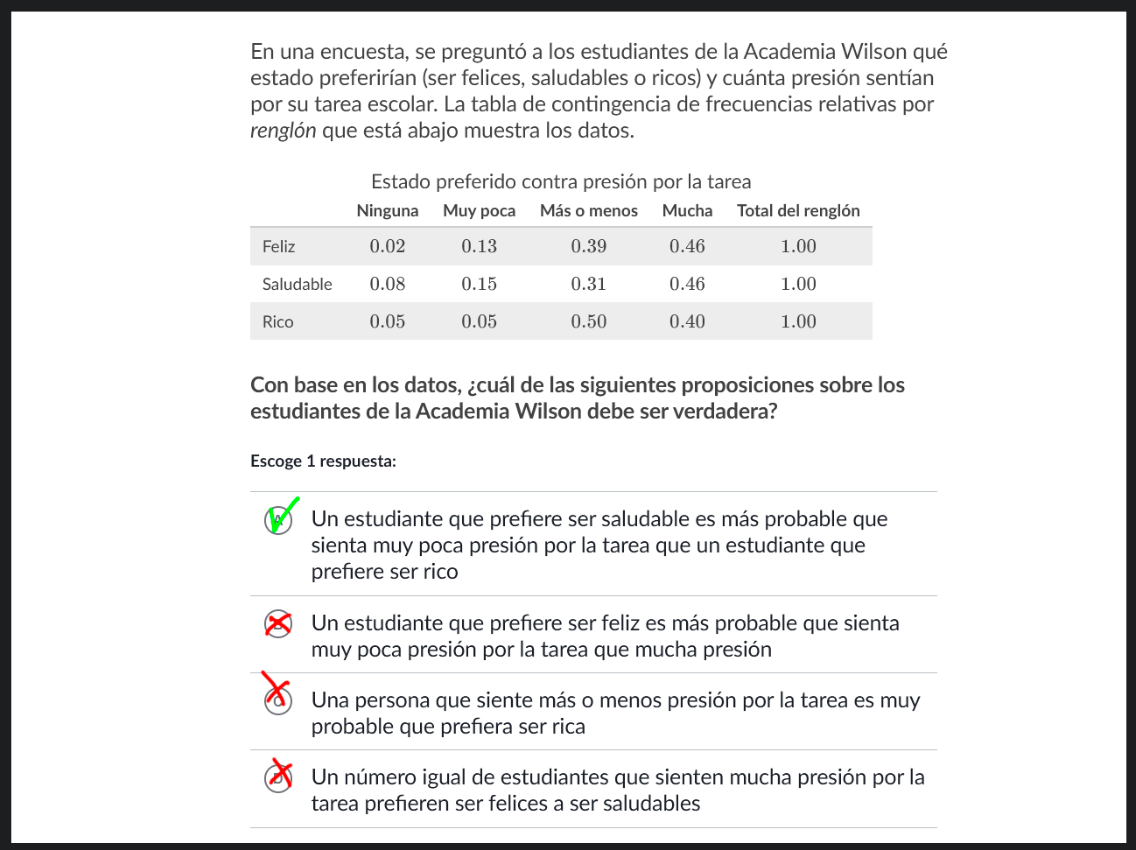 En una encuesta, se preguntó a los estudiantes de la Academia Wilson qué
estado preferirían (ser felices, saludables o ricos) y cuánta presión sentían
por su tarea escolar. La tabla de contingencia de frecuencias relativas por
renglón que está abajo muestra los datos.
Estado preferido contra presión por la tarea
Ninguna Muy poca Más o menos Mucha Total del renglón
Feliz 0.02 0.13 0.39 0.46 1.00
Saludable 0.08 0.15 0.31 0.46 1.00
Rico 0.05 0.05 0.50 0.40 1.00
Con base en los datos, ¿cuál de las siguientes proposiciones sobre los
estudiantes de la Academia Wilson debe ser verdadera?
Escoge 1 respuesta:
A Un estudiante que prefiere ser saludable es más probable que
sienta muy poca presión por la tarea que un estudiante que
prefiere ser rico
Un estudiante que prefiere ser feliz es más probable que sienta
muy poca presión por la tarea que mucha presión
C Una persona que siente más o menos presión por la tarea es muy
probable que prefiera ser rica
D Un número igual de estudiantes que sienten mucha presión por la
tarea prefieren ser felices a ser saludables